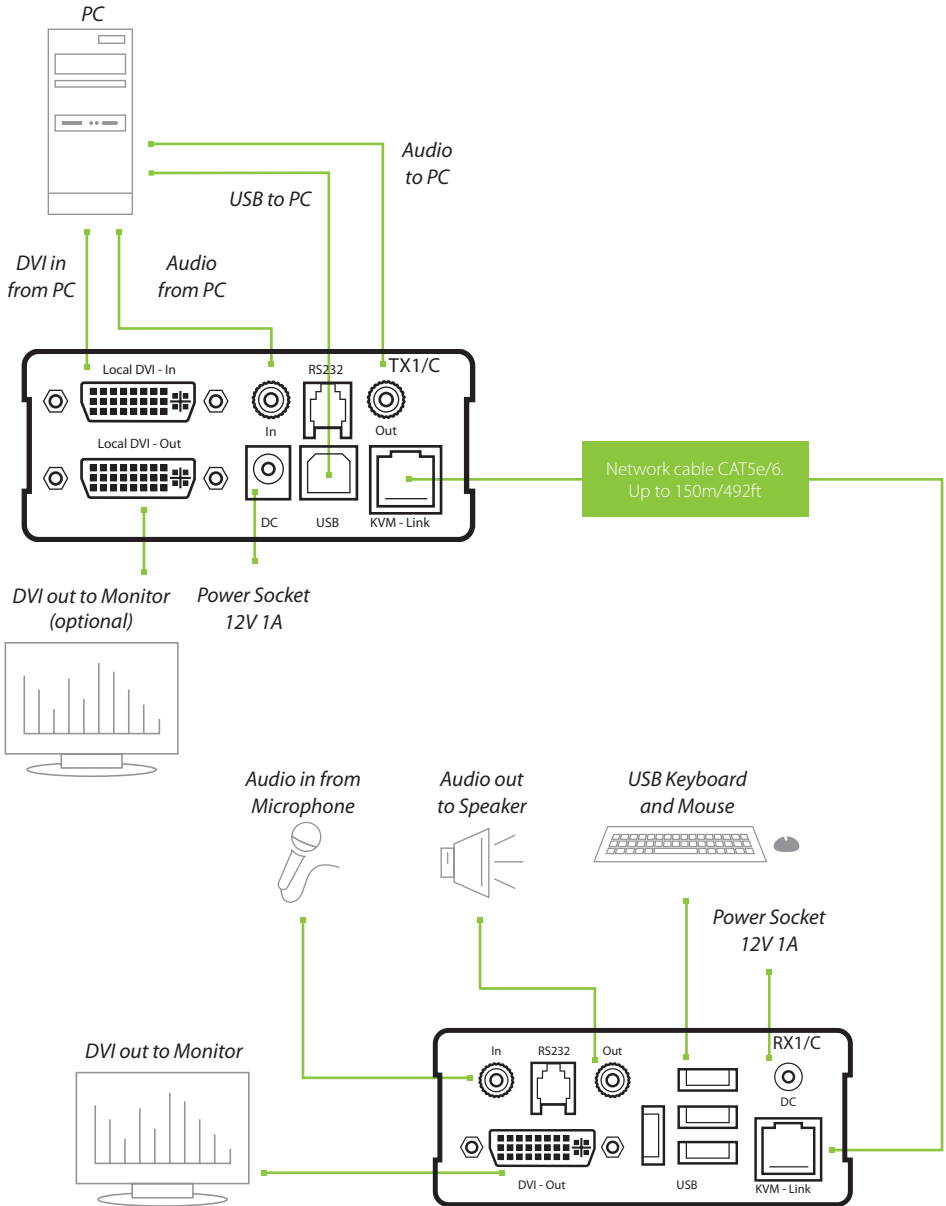 PC
Audio
to PC
USB to PC
DVI in
from PC
Audio
from PC
Local DVI - In
RS232
TX1/C
In
Out
Local DVI - Out
DC
USB
KVM - Link
Network cable CAT5e/6.
Up to 150m/492ft
DVI out to Monitor
(optional)
Power Socket
12V 1A
Audio in from
Microphone
Audio out
to Speaker
USB Keyboard
and Mouse
Power Socket
12V 1A
DVI out to Monitor
In
RS232
Out
RX1/C
DC
DVI - Out
USB
KVM - Link